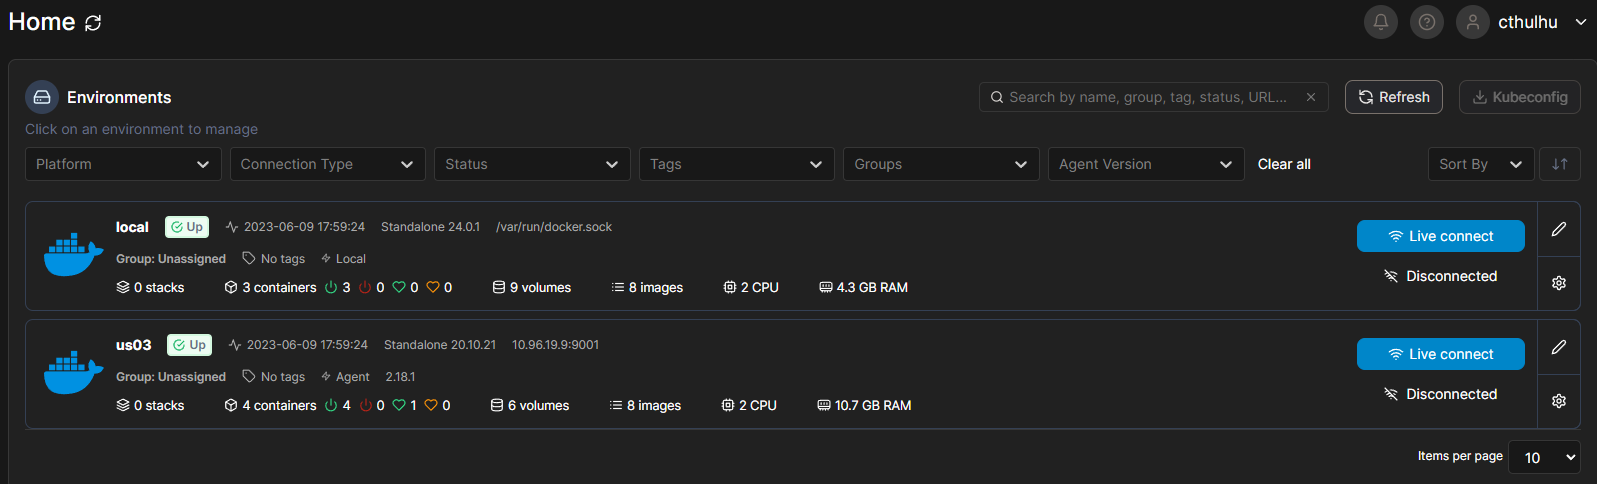 Home cthulhu
Environments Search by name, group, tag, status, URL... Refresh Kubeconfig
Click on an environment to manage
Platform Connection Type Status Tags Groups Agent Version Clear all Sort By
local Up 2023-06-09 17:59:24 Standalone 24.0.1 /var/run/docker.sock
Live connect
Group: Unassigned No tags Local
Disconnected
0 stacks 3 containers 3 0 0 0 9 volumes 8 images 2 CPU 4.3 GB RAM
us03 Up 2023-06-09 17:59:24 Standalone 20.10.21 10.96.19.9:9001
Live connect
Group: Unassigned No tags Agent 2.18.1
Disconnected
0 stacks 4 containers 4 0 1 0 6 volumes 8 images 2 CPU 10.7 GB RAM
Items per page 10